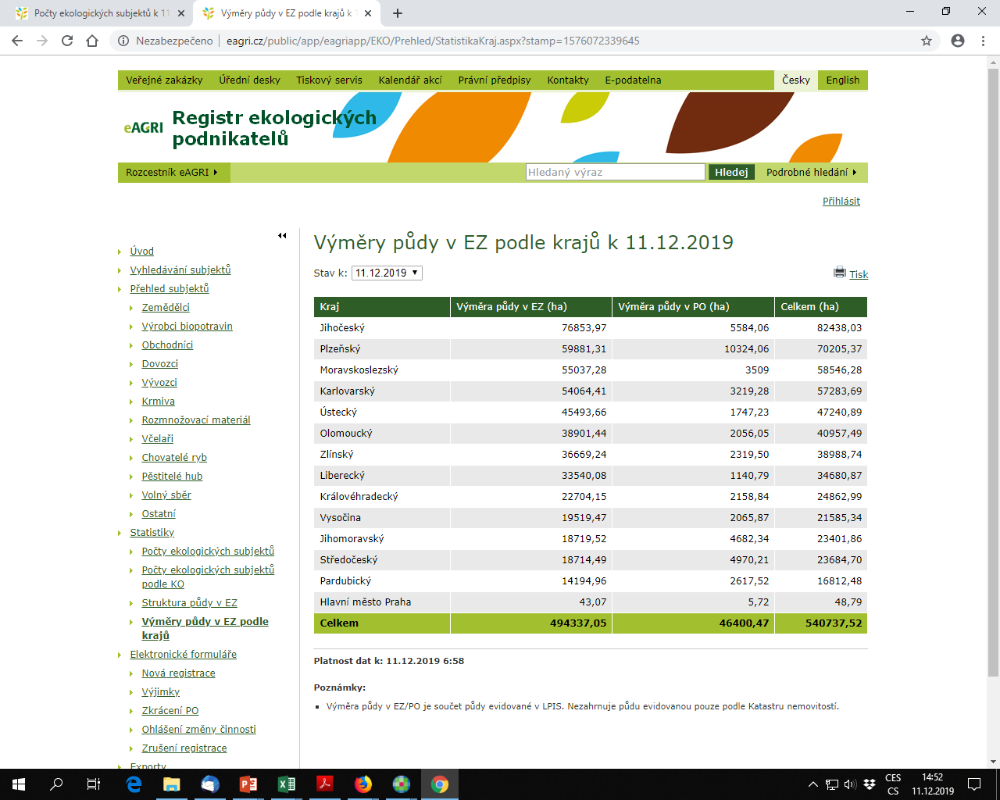 Počty ekologických subjektů k 11
Výměry půdy v EZ podle krajů k 1
Nezabezpečeno | eagri.cz/public/app/eagriapp/EKO/Prehled/StatistikaKraj.aspx?stamp=1576072339645
Veřejné zakázky Úřední desky Tiskový servis Kalendář akcí Právní předpisy Kontakty E-podatelna Česky English
eAGRI
Registr ekologických
podnikatelů
Rozcestník eAGRI Hledaný výraz Hledej Podrobné hledání
Přihlásit
Úvod
Vyhledávání subjektů
Přehled subjektů
Zemědělci
Výrobci biopotravin
Obchodníci
Dovozci
Vývozci
Krmiva
Rozmnožovací materiál
Včelaři
Chovatelé ryb
Pěstitelé hub
Volný sběr
Ostatní
Statistiky
Počty ekologických subjektů
Počty ekologických subjektů
podle KO
Struktura půdy v EZ
Výměry půdy v EZ podle
krajů
Elektronické formuláře
Nová registrace
Výjimky
Zkrácení PO
Ohlášení změny činnosti
Zrušení registrace
Exporty
Výměry půdy v EZ podle krajů k 11.12.2019
Stav k: 11.12.2019 Tisk
Kraj Výměra půdy v EZ (ha) Výměra půdy v PO (ha) Celkem (ha)
Jihočeský 76853,97 5584,06 82438,03
Plzeňský 59881,31 10324,06 70205,37
Moravskoslezský 55037,28 3509 58546,28
Karlovarský 54064,41 3219,28 57283,69
Ústecký 45493,66 1747,23 47240,89
Olomoucký 38901,44 2056,05 40957,49
Zlínský 36669,24 2319,50 38988,74
Liberecký 33540,08 1140,79 34680,87
Královéhradecký 22704,15 2158,84 24862,99
Vysočina 19519,47 2065,87 21585,34
Jihomoravský 18719,52 4682,34 23401,86
Středočeský 18714,49 4970,21 23684,70
Pardubický 14194,96 2617,52 16812,48
Hlavní město Praha 43,07 5,72 48,79
Celkem 494337,05 46400,47 540737,52
Platnost dat k: 11.12.2019 6:58
Poznámky:
Výměra půdy v EZ/PO je součet půdy evidované v LPIS. Nezahrnuje půdu evidovanou pouze podle Katastru nemovitostí.
CES 14:52
CS 11.12.2019